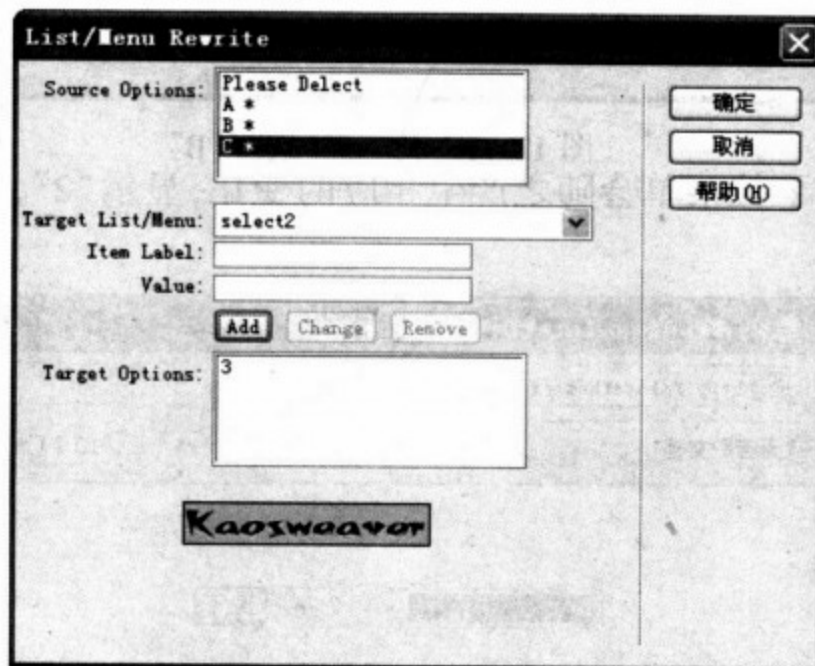 List/Menu Rewrite
Source Options:
Please Delect
A *
B *
C *
确定
取消
帮助(H)
Target List/Menu:
select2
Item Label:
Value:
Add
Change
Remove
Target Options:
3
Kaosweaver